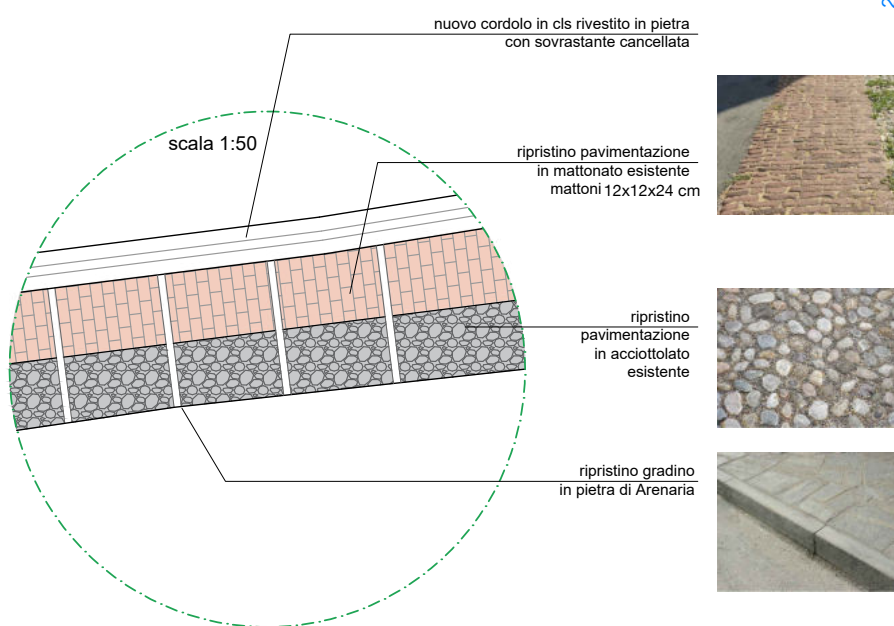 nuovo cordolo in cls rivestito in pietra
con sovrastante cancellata
scala 1:50
ripristino pavimentazione
in mattonato esistente
mattoni 12x12x24 cm
ripristino
pavimentazione
in acciottolato
esistente
ripristino gradino
in pietra di Arenaria